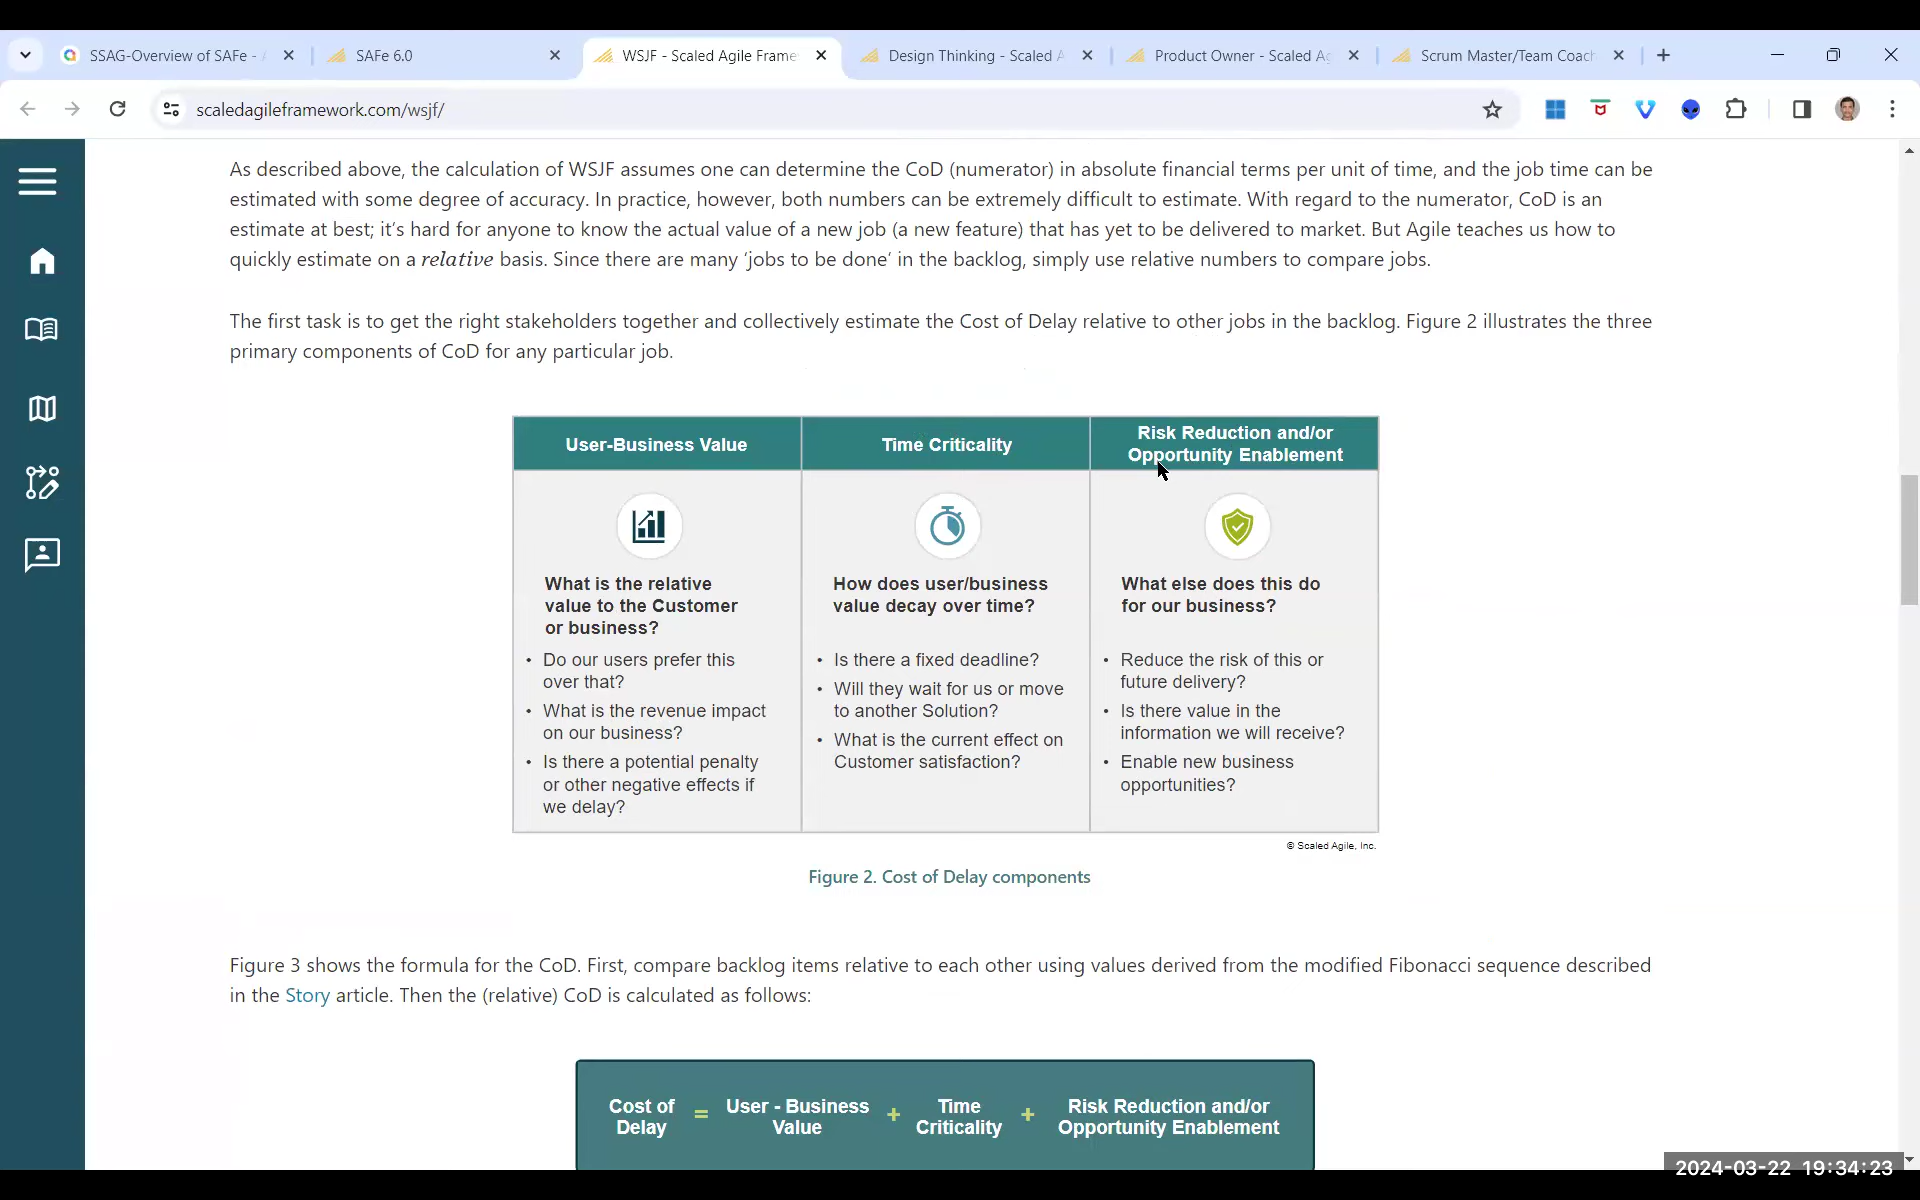 SSAG-Overview of SAFe -
SAFe 6.0
WSJF - Scaled Agile Frame
Design Thinking - Scaled A
Product Owner - Scaled Ag
Scrum Master/Team Coach
scaledagileframework.com/wsjf/
As described above, the calculation of WSJF assumes one can determine the CoD (numerator) in absolute financial terms per unit of time, and the job time can be
estimated with some degree of accuracy. In practice, however, both numbers can be extremely difficult to estimate. With regard to the numerator, CoD is an
estimate at best; it's hard for anyone to know the actual value of a new job (a new feature) that has yet to be delivered to market. But Agile teaches us how to
quickly estimate on a relative basis. Since there are many 'jobs to be done' in the backlog, simply use relative numbers to compare jobs.
The first task is to get the right stakeholders together and collectively estimate the Cost of Delay relative to other jobs in the backlog. Figure 2 illustrates the three
primary components of CoD for any particular job.
User-Business Value
What is the relative
value to the Customer
or business?
• Do our users prefer this
over that?
• What is the revenue impact
on our business?
• Is there a potential penalty
or other negative effects if
we delay?
Time Criticality
How does user/business
value decay over time?
• Is there a fixed deadline?
• Will they wait for us or move
to another Solution?
• What is the current effect on
Customer satisfaction?
Risk Reduction and/or
Opportunity Enablement
What else does this do
for our business?
• Reduce the risk of this or
future delivery?
• Is there value in the
information we will receive?
• Enable new business
opportunities?
© Scaled Agile, Inc.
Figure 2. Cost of Delay components
Figure 3 shows the formula for the CoD. First, compare backlog items relative to each other using values derived from the modified Fibonacci sequence described
in the Story article. Then the (relative) CoD is calculated as follows:
Cost of Delay = User - Business Value + Time Criticality + Risk Reduction and/or Opportunity Enablement
2024-03-22 19:34:23